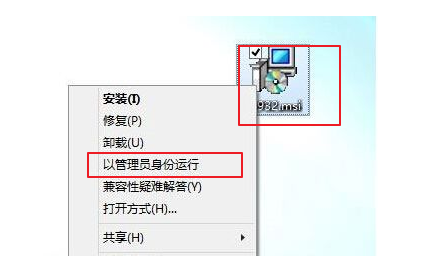 932.msi
安装(I)
修复(P)
卸载(U)
以管理员身份运行
兼容性疑难解答(Y)
打开方式(H)...
共享(H)